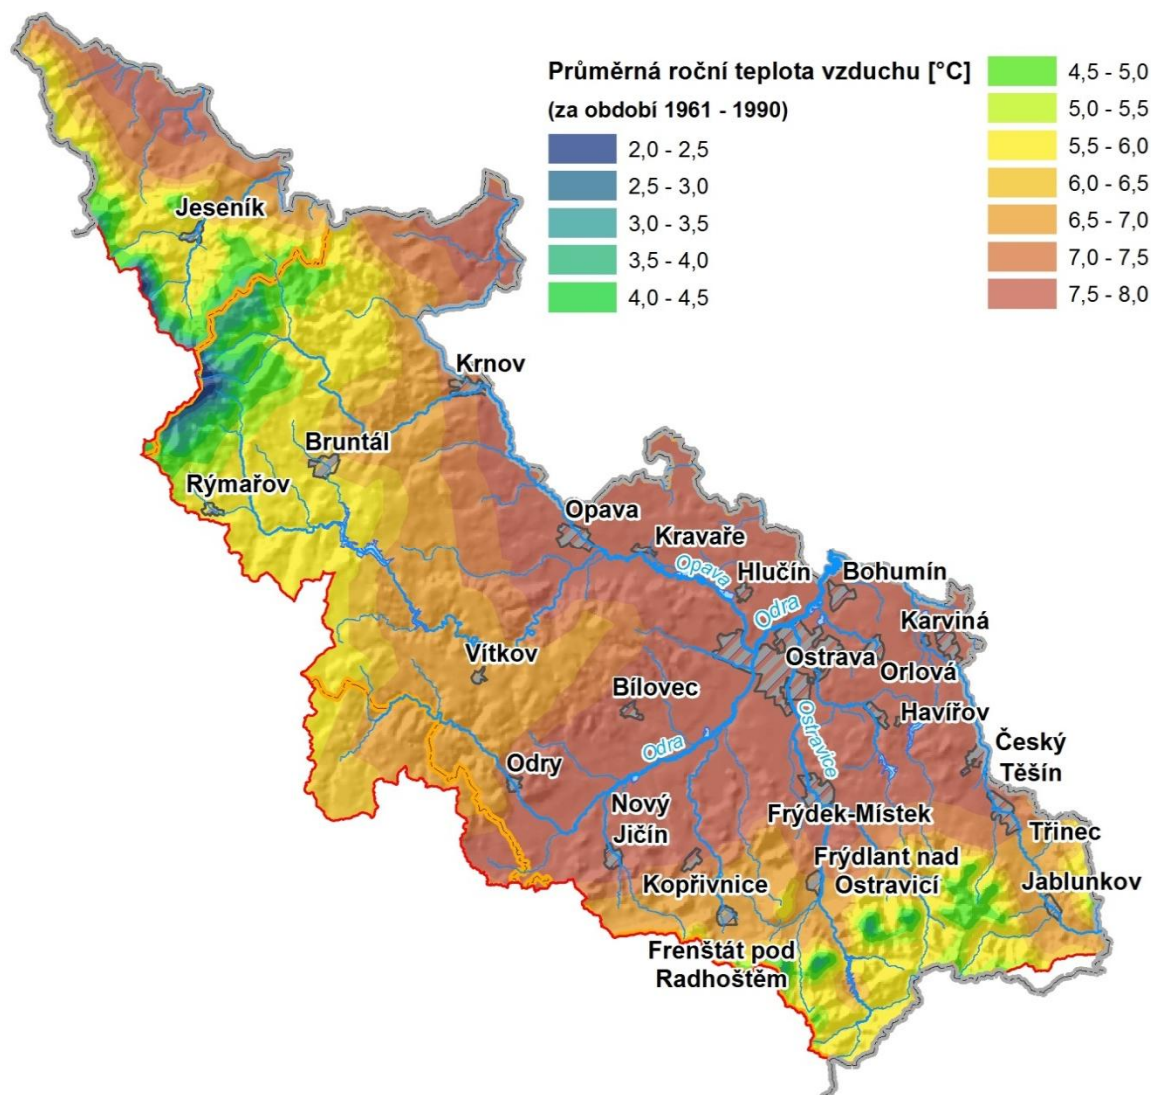 Průměrná roční teplota vzduchu [°C]
(za období 1961 - 1990)
2,0 - 2,5
2,5 - 3,0
3,0 - 3,5
3,5 - 4,0
4,0 - 4,5
4,5 - 5,0
5,0 - 5,5
5,5 - 6,0
6,0 - 6,5
6,5 - 7,0
7,0 - 7,5
7,5 - 8,0
Jeseník
Krnov
Bruntál
Rýmařov
Opava
Kravaře
Opava
Hlučín
Bohumín
Odra
Karviná
Ostrava
Orlová
Vítkov
Bílovec
Havířov
Ostravice
Odra
Český
Těšín
Odry
Nový
Jičín
Frýdek-Místek
Třinec
Kopřivnice
Frýdlant nad
Ostravicí
Jablunkov
Frenštát pod
Radhoštěm